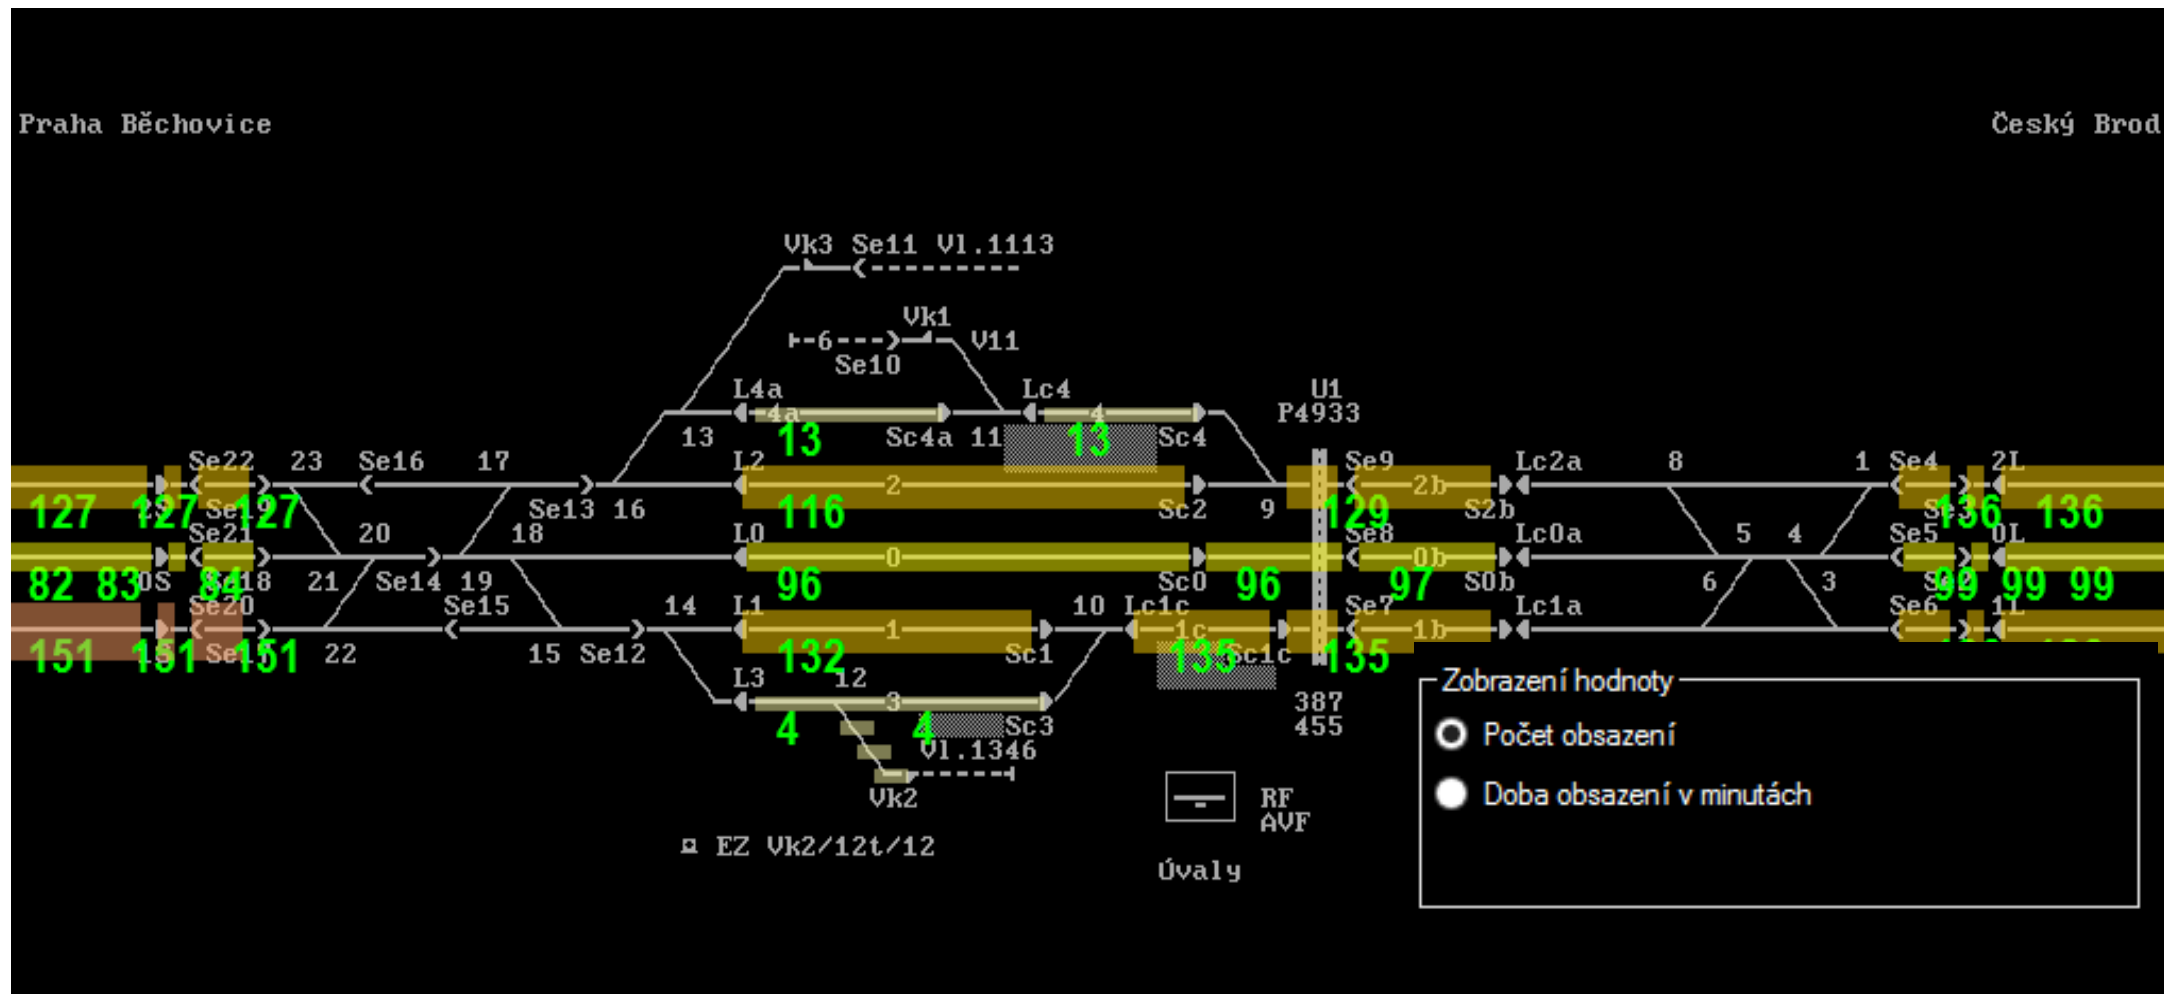 Praha Běchovice Český Brod
Vk3 Se11 Vl.1113
Vk1
6 V11
Se10
L4a Lc4 U1
4a 4 P4933
13 13 Sc4a 11 13 Sc4
Se22 23 Se16 17 L2 Se9 Lc2a 8 1 Se4 2L
2 2b
127 127 127 Se13 16 116 Sc2 9 129 S2b 136 136
Se21 20 18 L0 Se8 Lc0a 5 4 Se5 0L
0 0b
82 83 0S 84 21 Se14 19 96 Sc0 96 97 S0b 6 3 99 99 99
Se20 Se15 14 L1 10 Lc1c Se7 Lc1a Se6 1L
1 1c 1b
151 151 151 22 15 Se12 132 Sc1 135 Sc1c 135
L3 12
3 387
4 4 Sc3 455
Vl.1346
Vk2 RF
AVF
EZ Vk2/12t/12
Úvaly
Zobrazení hodnoty
Počet obsazení
Doba obsazení v minutách